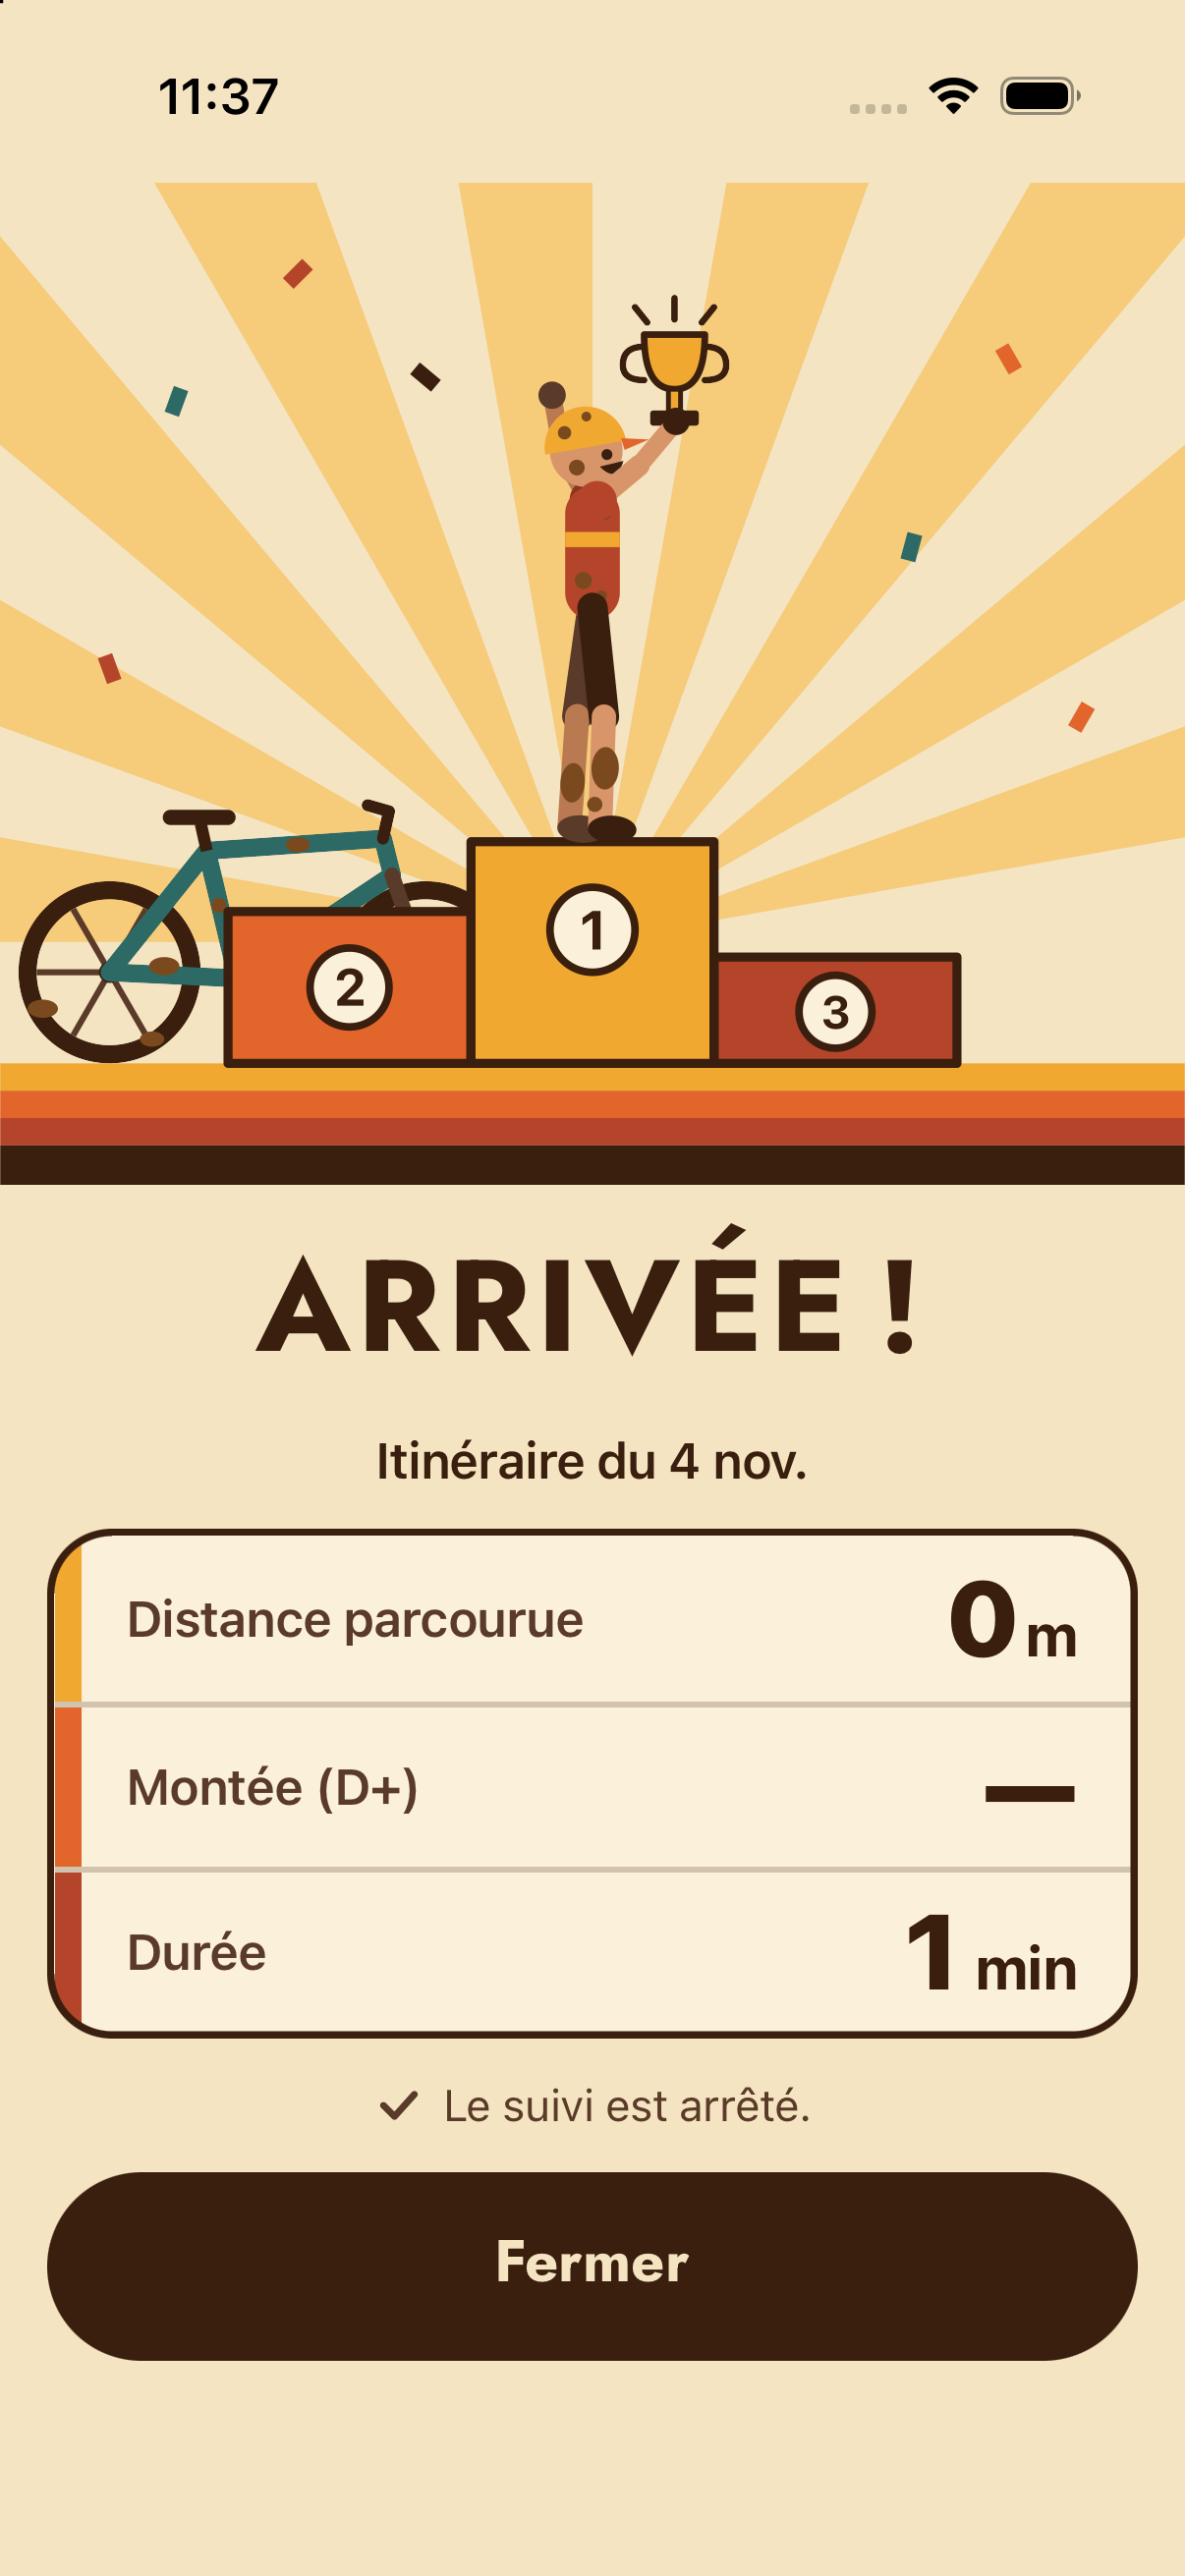 11:37
1
2
3
ARRIVÉE !
Itinéraire du 4 nov.
Distance parcourue 0 m
Montée (D+) —
Durée 1 min
Le suivi est arrêté.
Fermer